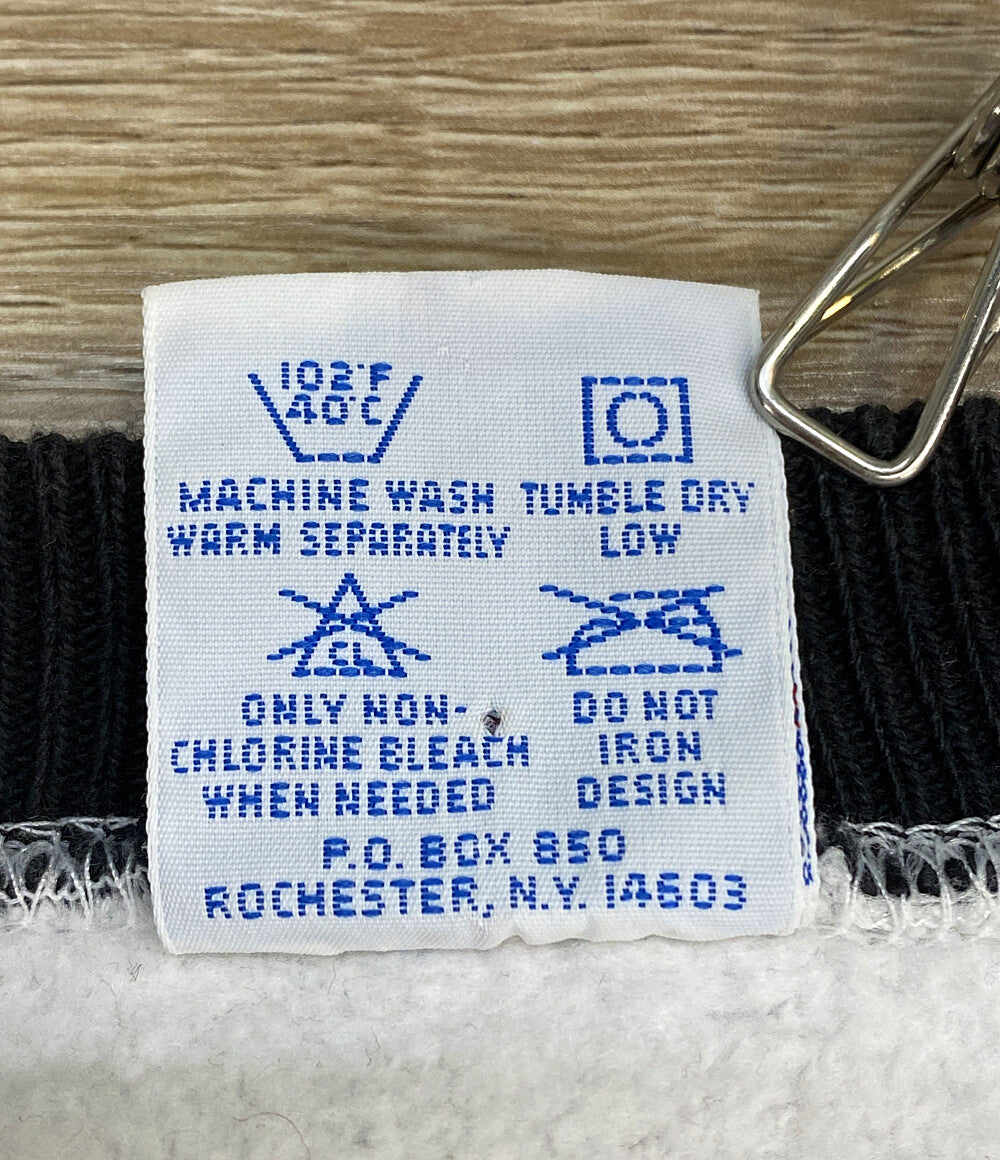 102°F
40°C
MACHINE WASH
WARM SEPARATELY
TUMBLE DRY
LOW
CL
ONLY NON-
CHLORINE BLEACH
WHEN NEEDED
DO NOT
IRON
DESIGN
P.O. BOX 850
ROCHESTER, N.Y. 14603